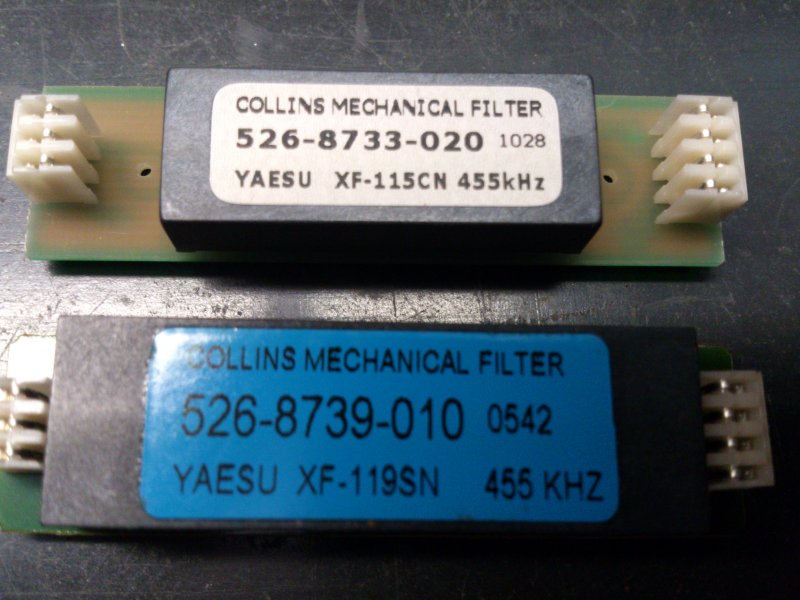 COLLINS MECHANICAL FILTER
526-8733-020 1028
YAESU XF-115CN 455kHz
COLLINS MECHANICAL FILTER
526-8739-010 0542
YAESU XF-119SN 455 KHZ